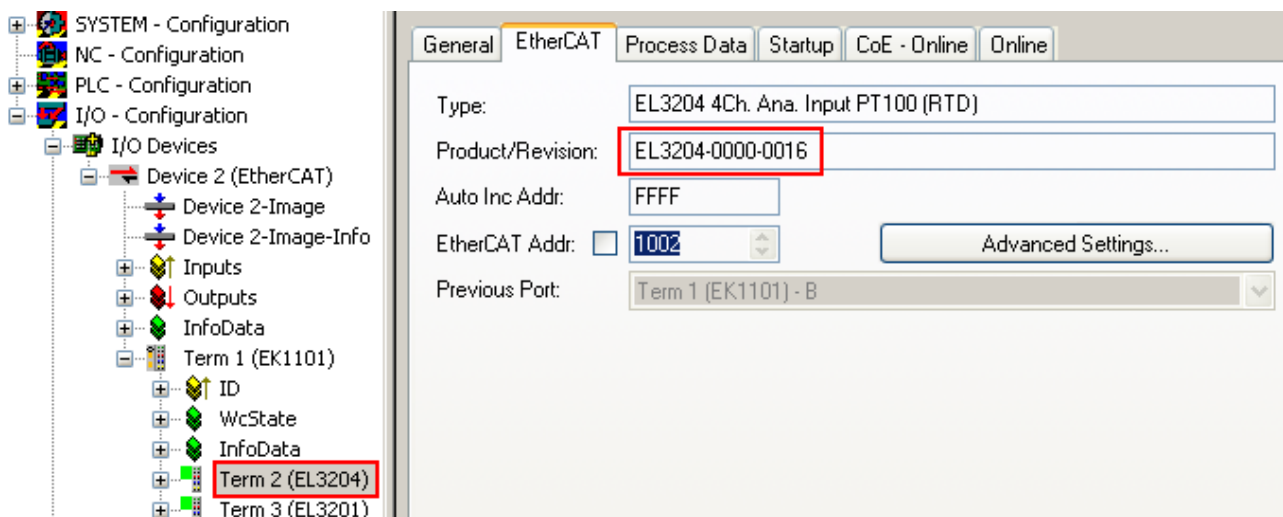 SYSTEM - Configuration
NC - Configuration
PLC - Configuration
I/O - Configuration
I/O Devices
Device 2 (EtherCAT)
Device 2-Image
Device 2-Image-Info
Inputs
Outputs
InfoData
Term 1 (EK1101)
ID
WcState
InfoData
Term 2 (EL3204)
Term 3 (EL3201)
General EtherCAT Process Data Startup CoE - Online Online
Type: EL3204 4Ch. Ana. Input PT100 (RTD)
Product/Revision: EL3204-0000-0016
Auto Inc Addr: FFFF
EtherCAT Addr: 1002 Advanced Settings...
Previous Port: Term 1 (EK1101) - B